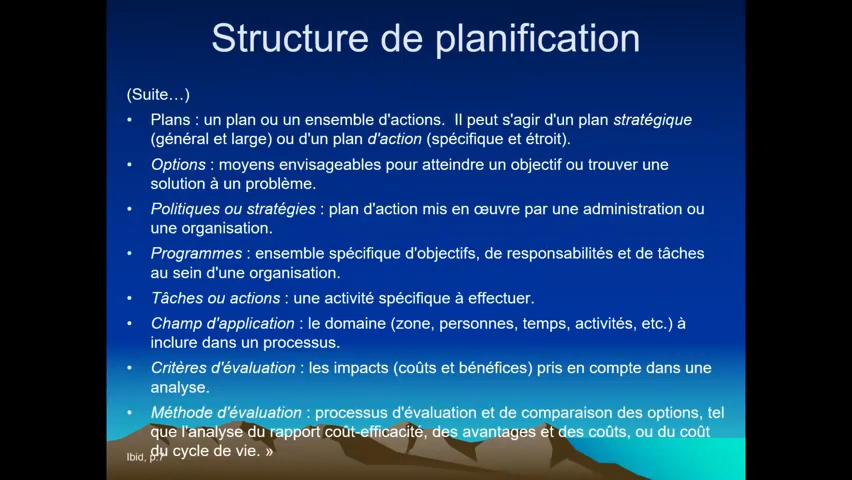 Structure de planification
(Suite…)
• Plans : un plan ou un ensemble d'actions.  Il peut s'agir d'un plan stratégique
(général et large) ou d'un plan d'action (spécifique et étroit).
• Options : moyens envisageables pour atteindre un objectif ou trouver une
solution à un problème.
• Politiques ou stratégies : plan d'action mis en œuvre par une administration ou
une organisation.
• Programmes : ensemble spécifique d'objectifs, de responsabilités et de tâches
au sein d'une organisation.
• Tâches ou actions : une activité spécifique à effectuer.
• Champ d'application : le domaine (zone, personnes, temps, activités, etc.) à
inclure dans un processus.
• Critères d'évaluation : les impacts (coûts et bénéfices) pris en compte dans une
analyse.
• Méthode d'évaluation : processus d'évaluation et de comparaison des options, tel
que l'analyse du rapport coût-efficacité, des avantages et des coûts, ou du coût
du cycle de vie. »
Ibid, p.7